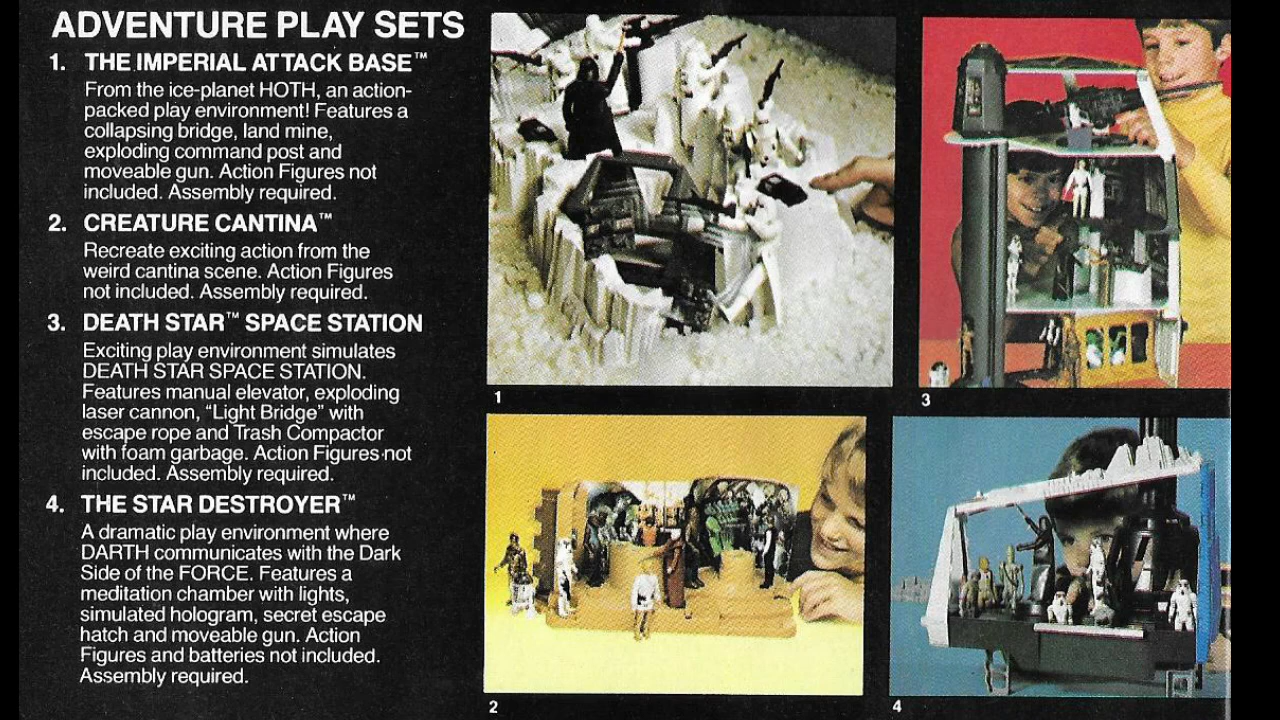 ADVENTURE PLAY SETS
1. THE IMPERIAL ATTACK BASE™
From the ice-planet HOTH, an action-
packed play environment! Features a
collapsing bridge, land mine,
exploding command post and
moveable gun. Action Figures not
included. Assembly required.
2. CREATURE CANTINA™
Recreate exciting action from the
weird cantina scene. Action Figures
not included. Assembly required.
3. DEATH STAR™ SPACE STATION
Exciting play environment simulates
DEATH STAR SPACE STATION.
Features manual elevator, exploding
laser cannon, “Light Bridge” with
escape rope and Trash Compactor
with foam garbage. Action Figures not
included. Assembly required.
4. THE STAR DESTROYER™
A dramatic play environment where
DARTH communicates with the Dark
Side of the FORCE. Features a
meditation chamber with lights,
simulated hologram, secret escape
hatch and moveable gun. Action
Figures and batteries not included.
Assembly required.
1
3
2
4